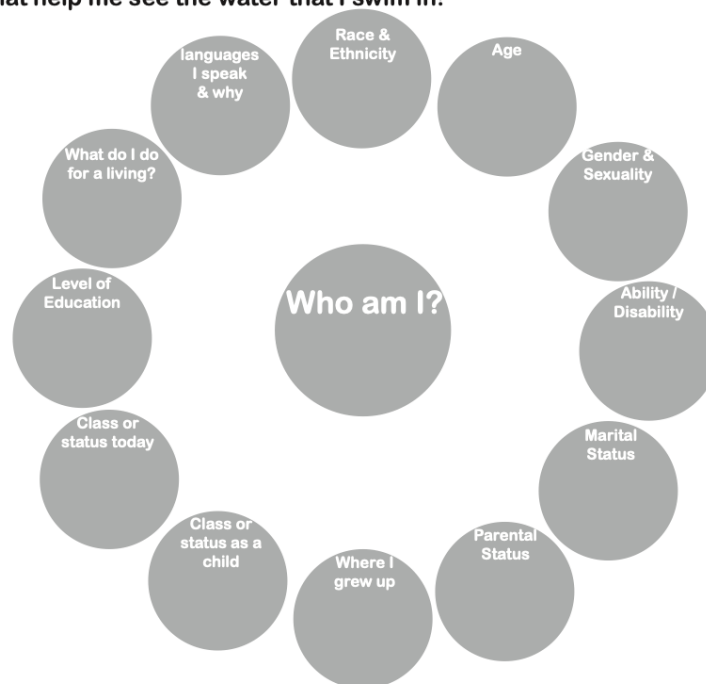 help me see the water that I swim in?
Race &
Ethnicity
Age
Gender &
Sexuality
Ability /
Disability
Marital
Status
Parental
Status
Where I
grew up
Class or
status as a
child
Class or
status today
Level of
Education
What do I do
for a living?
languages
I speak
& why
Who am I?